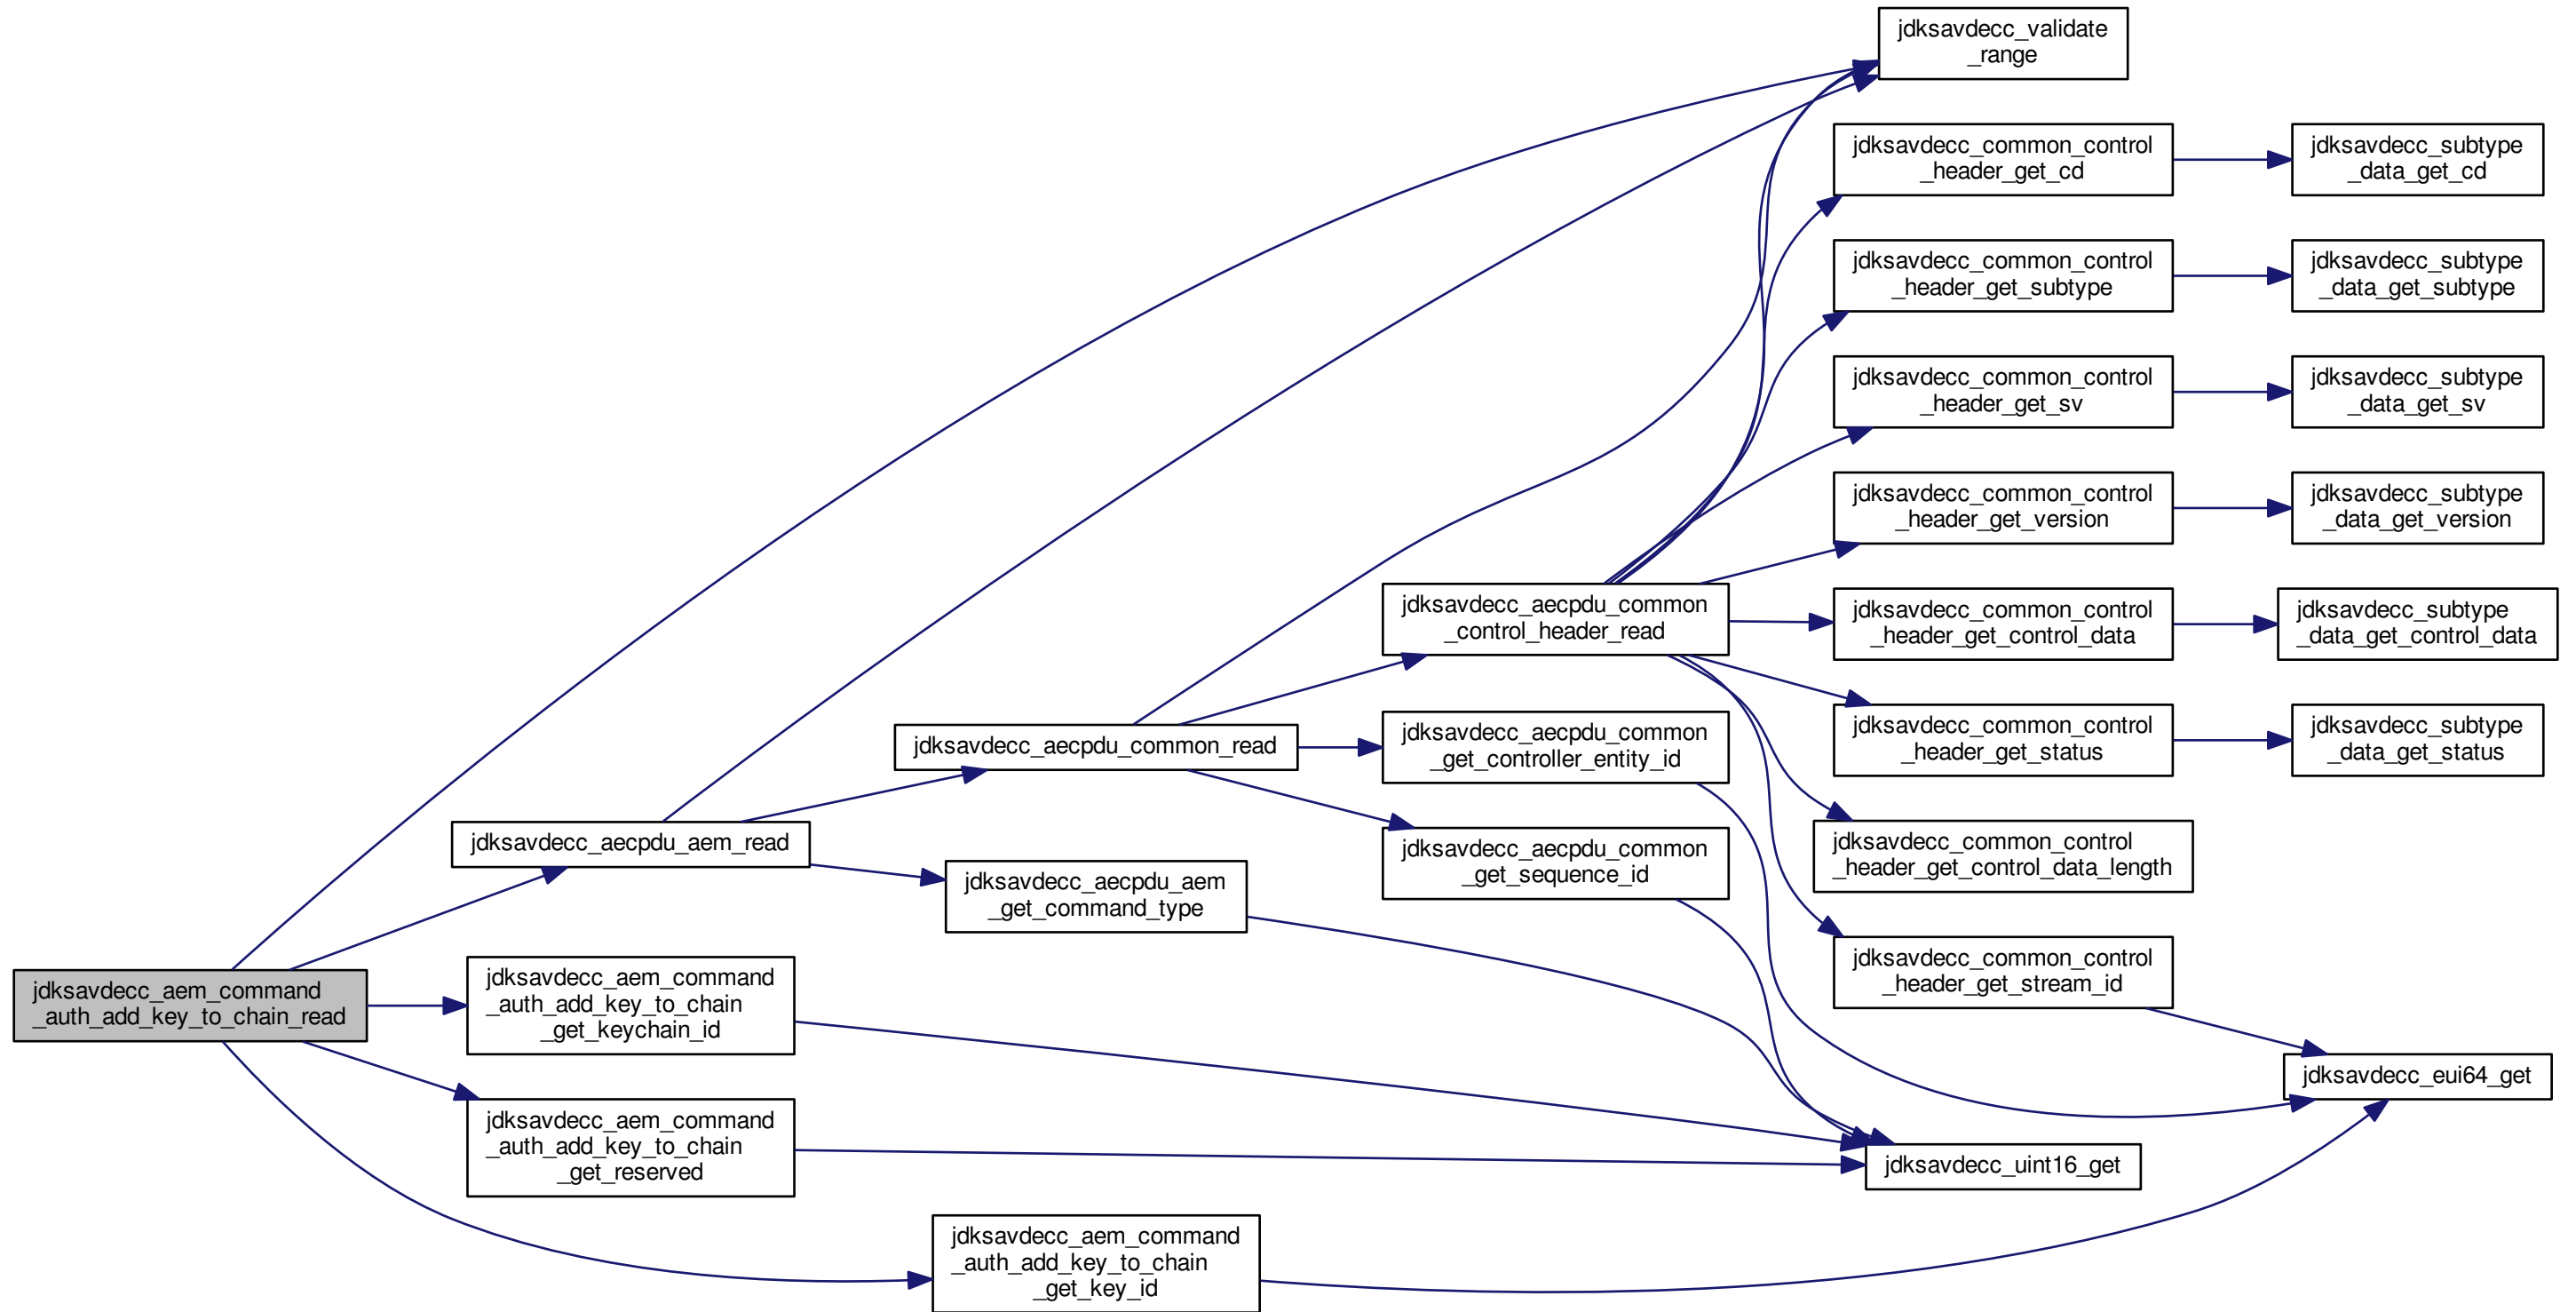 jdksavdecc_validate
_range
jdksavdecc_common_control
_header_get_cd
jdksavdecc_subtype
_data_get_cd
jdksavdecc_common_control
_header_get_subtype
jdksavdecc_subtype
_data_get_subtype
jdksavdecc_common_control
_header_get_sv
jdksavdecc_subtype
_data_get_sv
jdksavdecc_common_control
_header_get_version
jdksavdecc_subtype
_data_get_version
jdksavdecc_aecpdu_common
_control_header_read
jdksavdecc_common_control
_header_get_control_data
jdksavdecc_subtype
_data_get_control_data
jdksavdecc_aecpdu_common_read
jdksavdecc_aecpdu_common
_get_controller_entity_id
jdksavdecc_common_control
_header_get_status
jdksavdecc_subtype
_data_get_status
jdksavdecc_aecpdu_aem_read
jdksavdecc_aecpdu_common
_get_sequence_id
jdksavdecc_common_control
_header_get_control_data_length
jdksavdecc_aecpdu_aem
_get_command_type
jdksavdecc_aem_command
_auth_add_key_to_chain_read
jdksavdecc_aem_command
_auth_add_key_to_chain
_get_keychain_id
jdksavdecc_common_control
_header_get_stream_id
jdksavdecc_eui64_get
jdksavdecc_aem_command
_auth_add_key_to_chain
_get_reserved
jdksavdecc_uint16_get
jdksavdecc_aem_command
_auth_add_key_to_chain
_get_key_id